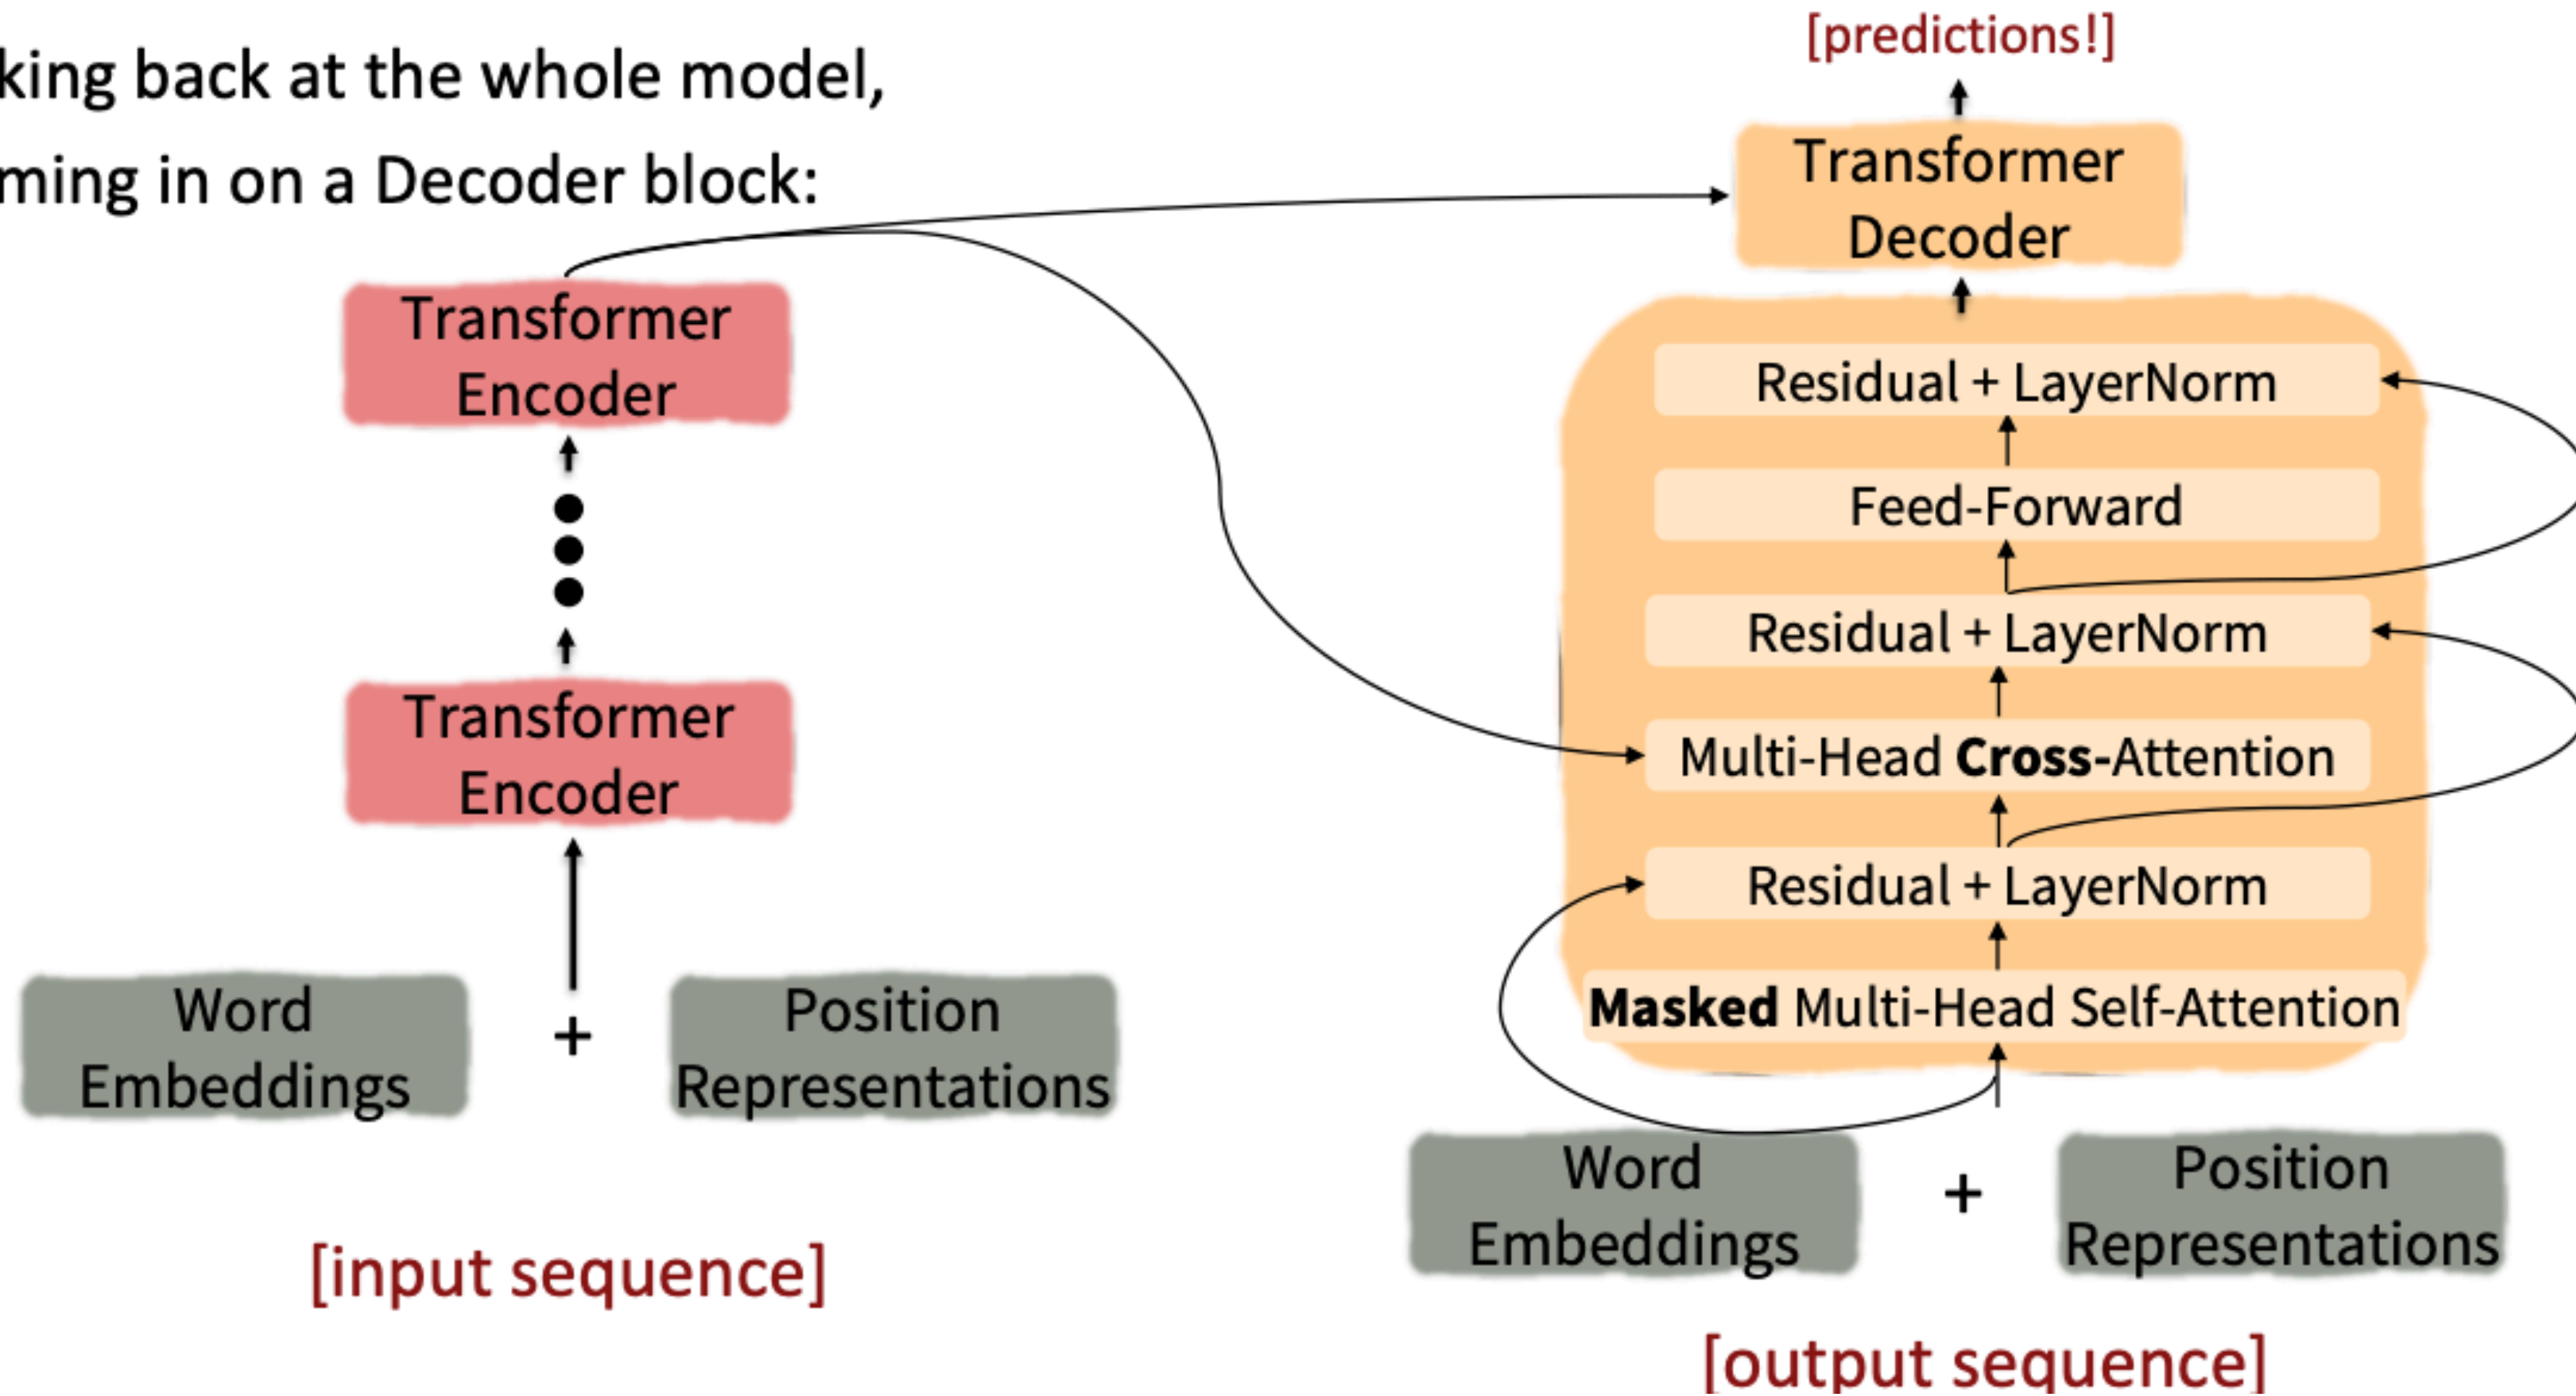 king back at the whole model,
ming in on a Decoder block:
[predictions!]
Transformer
Decoder
Transformer
Encoder
Transformer
Encoder
Word
Embeddings
+
Position
Representations
[input sequence]
Residual + LayerNorm
Feed-Forward
Residual + LayerNorm
Multi-Head Cross-Attention
Residual + LayerNorm
Masked Multi-Head Self-Attention
Word
Embeddings
+
Position
Representations
[output sequence]